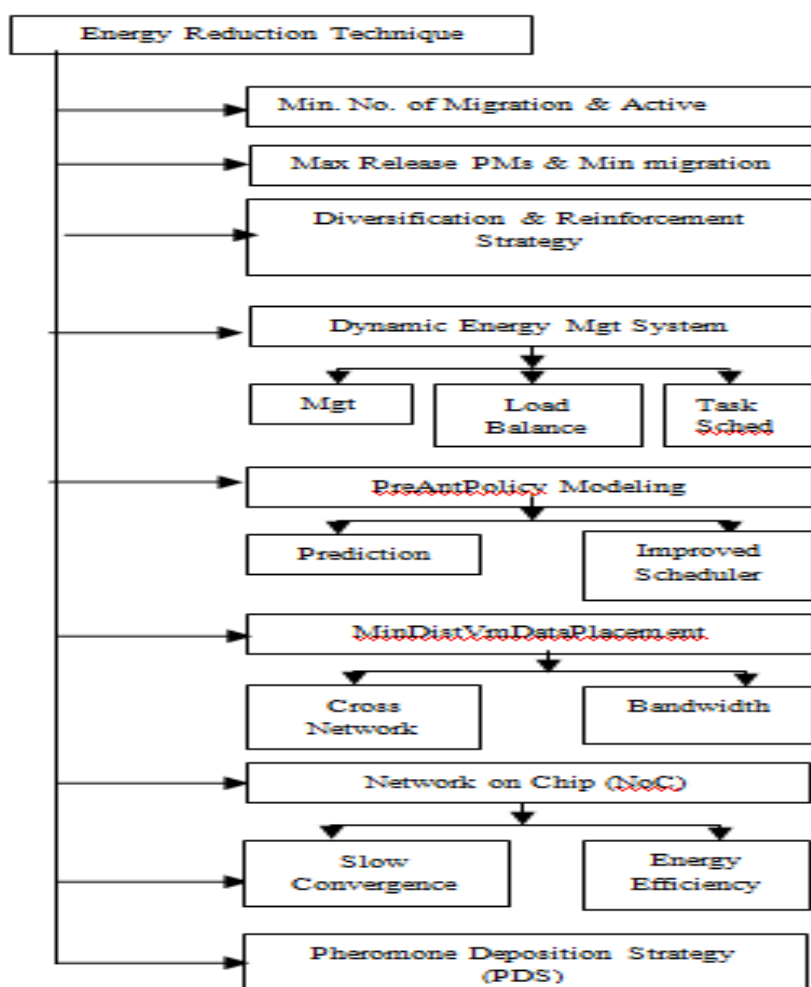 Energy Reduction Technique
Min. No. of Migration & Active
Max Release PMs & Min migration
Diversification & Reinforcement
Strategy
Dynamic Energy Mgt System
Mgt
Load
Balance
Task
Sched
PreAntPolicy Modeling
Prediction
Improved
Scheduler
MinDistVmDataPlacement
Cross
Network
Bandwidth
Network on Chip (NoC)
Slow
Convergence
Energy
Efficiency
Pheromone Deposition Strategy
(PDS)